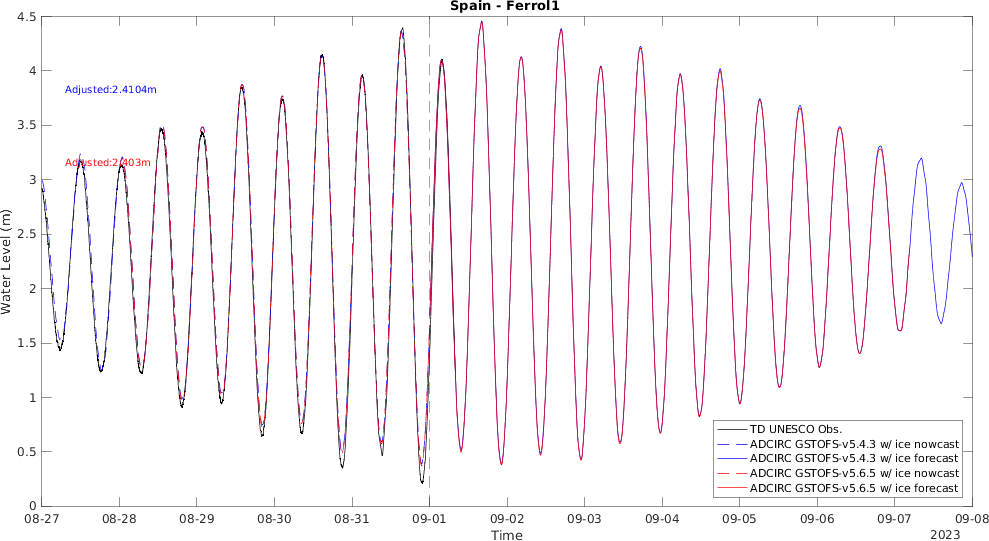 Spain - Ferrol1
4.5
4
3.5
3
2.5
2
1.5
1
0.5
0
Water Level (m)
Adjusted:2.4104m
Adjusted:2.403m
TD UNESCO Obs.
ADCIRC GSTOFS-v5.4.3 w/ ice nowcast
ADCIRC GSTOFS-v5.4.3 w/ ice forecast
ADCIRC GSTOFS-v5.6.5 w/ ice nowcast
ADCIRC GSTOFS-v5.6.5 w/ ice forecast
08-27 08-28 08-29 08-30 08-31 09-01 09-02 09-03 09-04 09-05 09-06 09-07 09-08
Time
2023